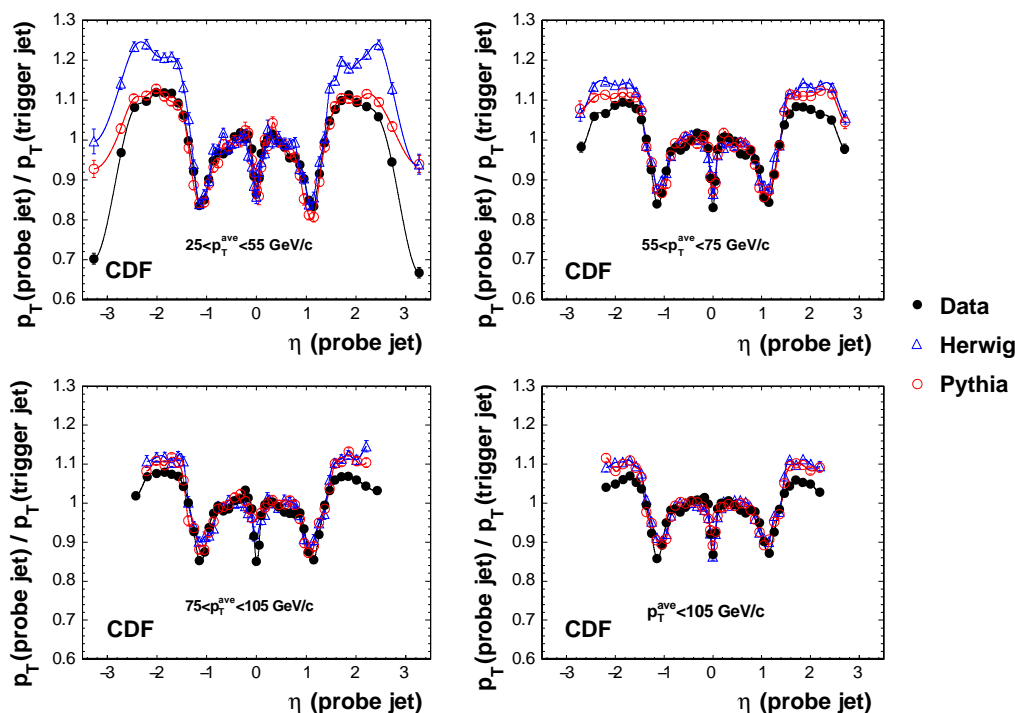 p_T(probe jet) / p_T(trigger jet)
1.3
1.2
1.1
1
0.9
0.8
0.7
0.6
25<p_T^ave<55 GeV/c
CDF
−3 −2 −1 0 1 2 3
η (probe jet)
p_T(probe jet) / p_T(trigger jet)
1.3
1.2
1.1
1
0.9
0.8
0.7
0.6
55<p_T^ave<75 GeV/c
CDF
−3 −2 −1 0 1 2 3
η (probe jet)
Data
Herwig
Pythia
p_T(probe jet) / p_T(trigger jet)
1.3
1.2
1.1
1
0.9
0.8
0.7
0.6
75<p_T^ave<105 GeV/c
CDF
−3 −2 −1 0 1 2 3
η (probe jet)
p_T(probe jet) / p_T(trigger jet)
1.3
1.2
1.1
1
0.9
0.8
0.7
0.6
p_T^ave<105 GeV/c
CDF
−3 −2 −1 0 1 2 3
η (probe jet)